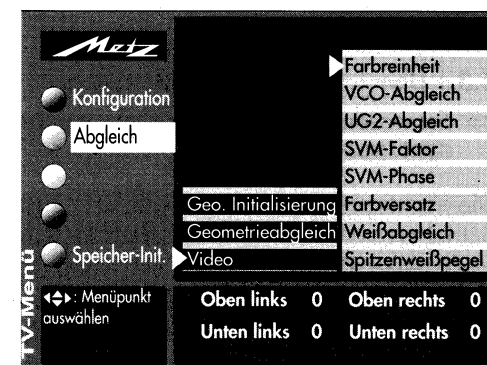 Metz
Konfiguration
Abgleich
Speicher-Init.
TV-Menü
Geo. Initialisierung
Geometrieabgleich
Video
Farbreinheit
VCO-Abgleich
UG2-Abgleich
SVM-Faktor
SVM-Phase
Farbversatz
Weißabgleich
Spitzenweißpegel
: Menüpunkt
auswählen
Oben links 0 Oben rechts 0
Unten links 0 Unten rechts 0